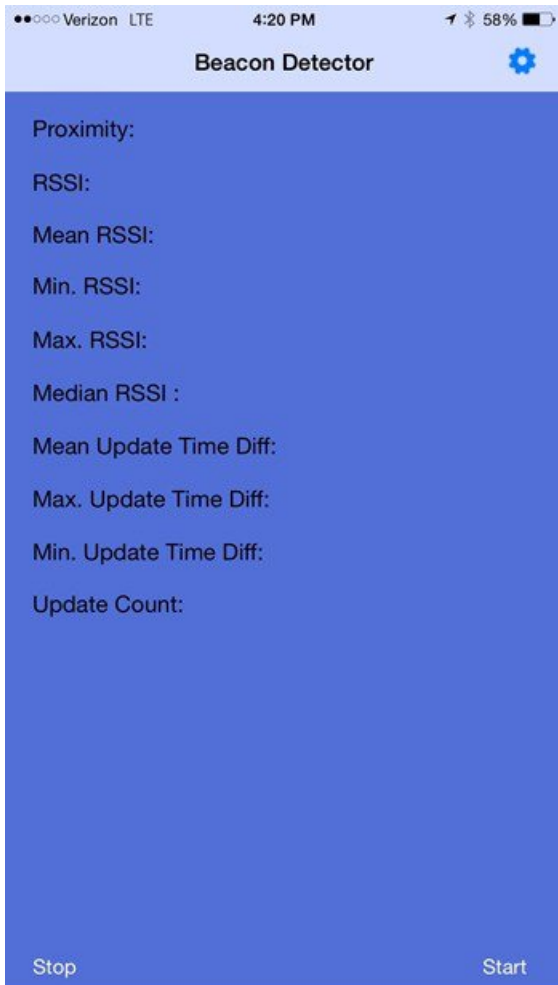 Verizon LTE 4:20 PM 58%
Beacon Detector
Proximity:
RSSI:
Mean RSSI:
Min. RSSI:
Max. RSSI:
Median RSSI :
Mean Update Time Diff:
Max. Update Time Diff:
Min. Update Time Diff:
Update Count:
Stop Start